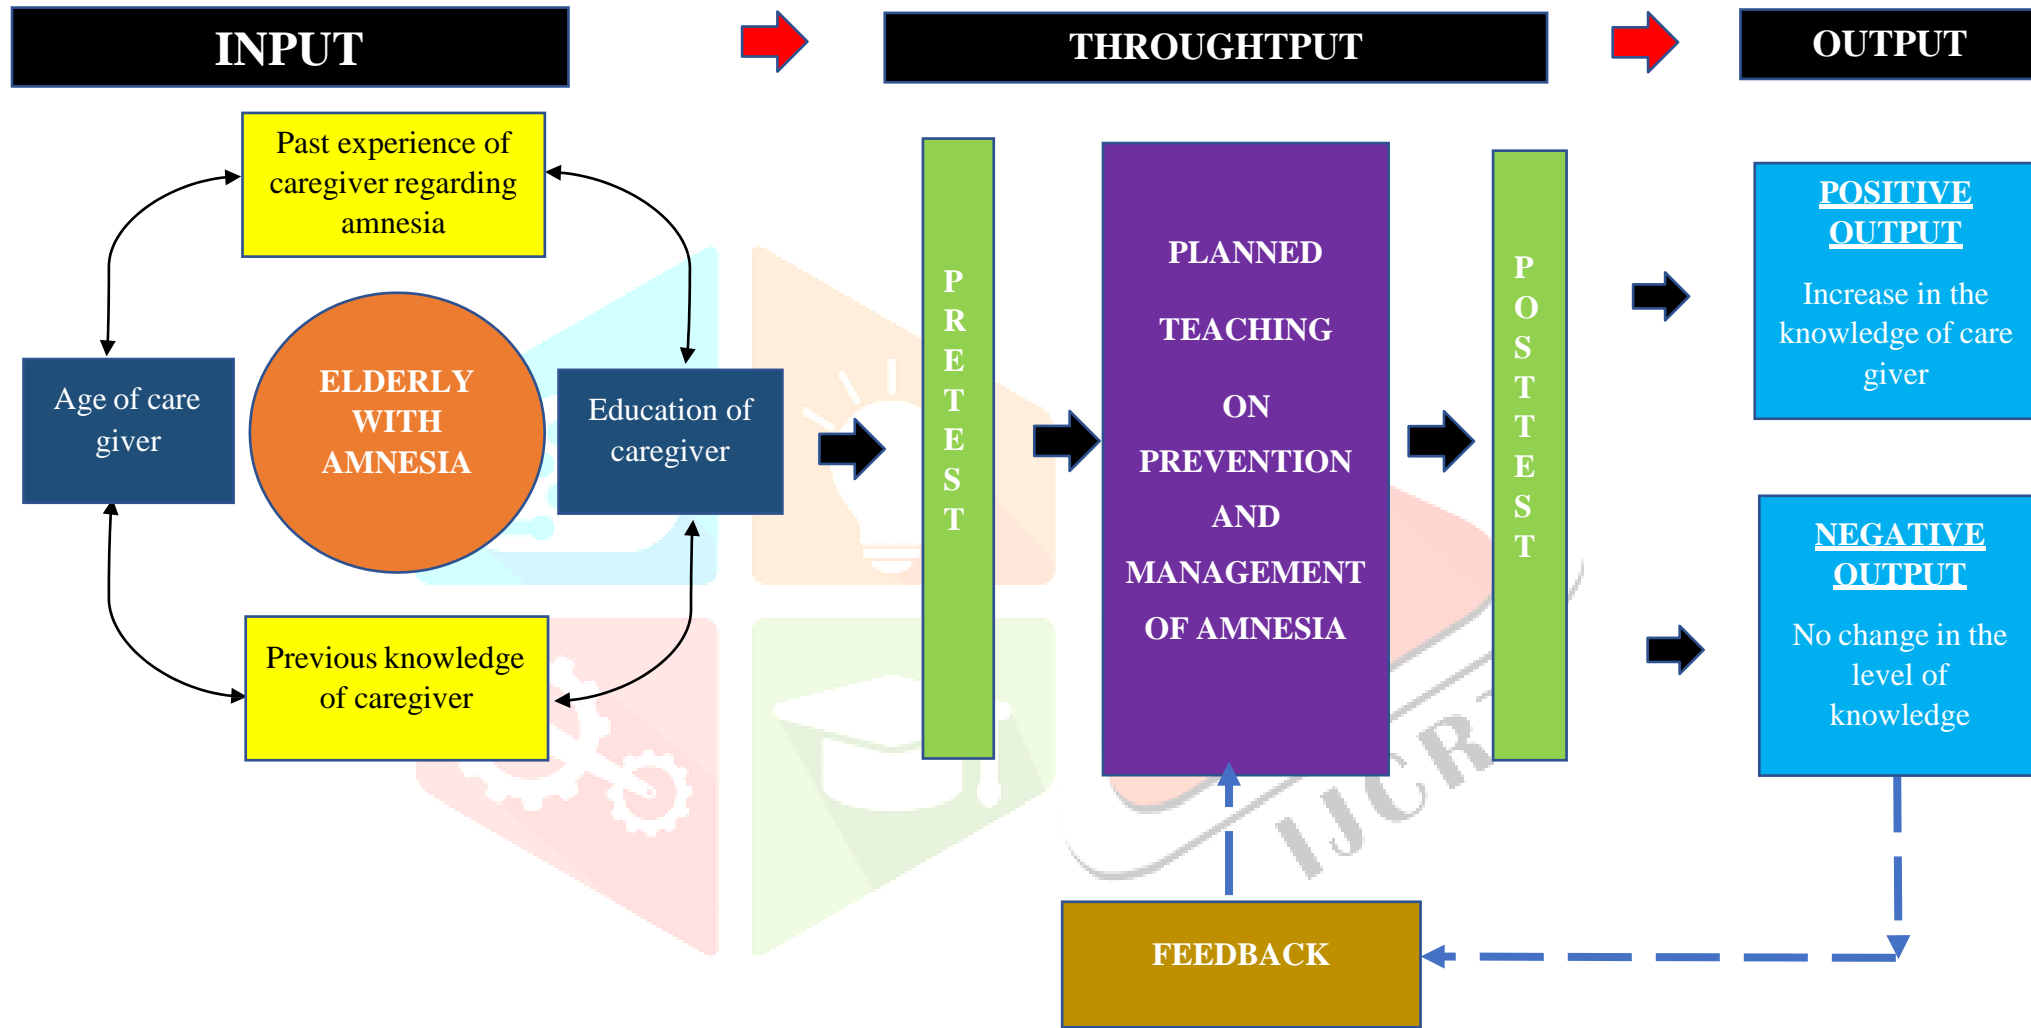 INPUT
THROUGHTPUT
OUTPUT
Past experience of
caregiver regarding
amnesia
Age of care
giver
ELDERLY
WITH
AMNESIA
Education of
caregiver
Previous knowledge
of caregiver
P
R
E
T
E
S
T
PLANNED
TEACHING
ON
PREVENTION
AND
MANAGEMENT
OF AMNESIA
P
O
S
T
T
E
S
T
POSITIVE
OUTPUT
Increase in the
knowledge of care
giver
NEGATIVE
OUTPUT
No change in the
level of
knowledge
FEEDBACK
IJCR